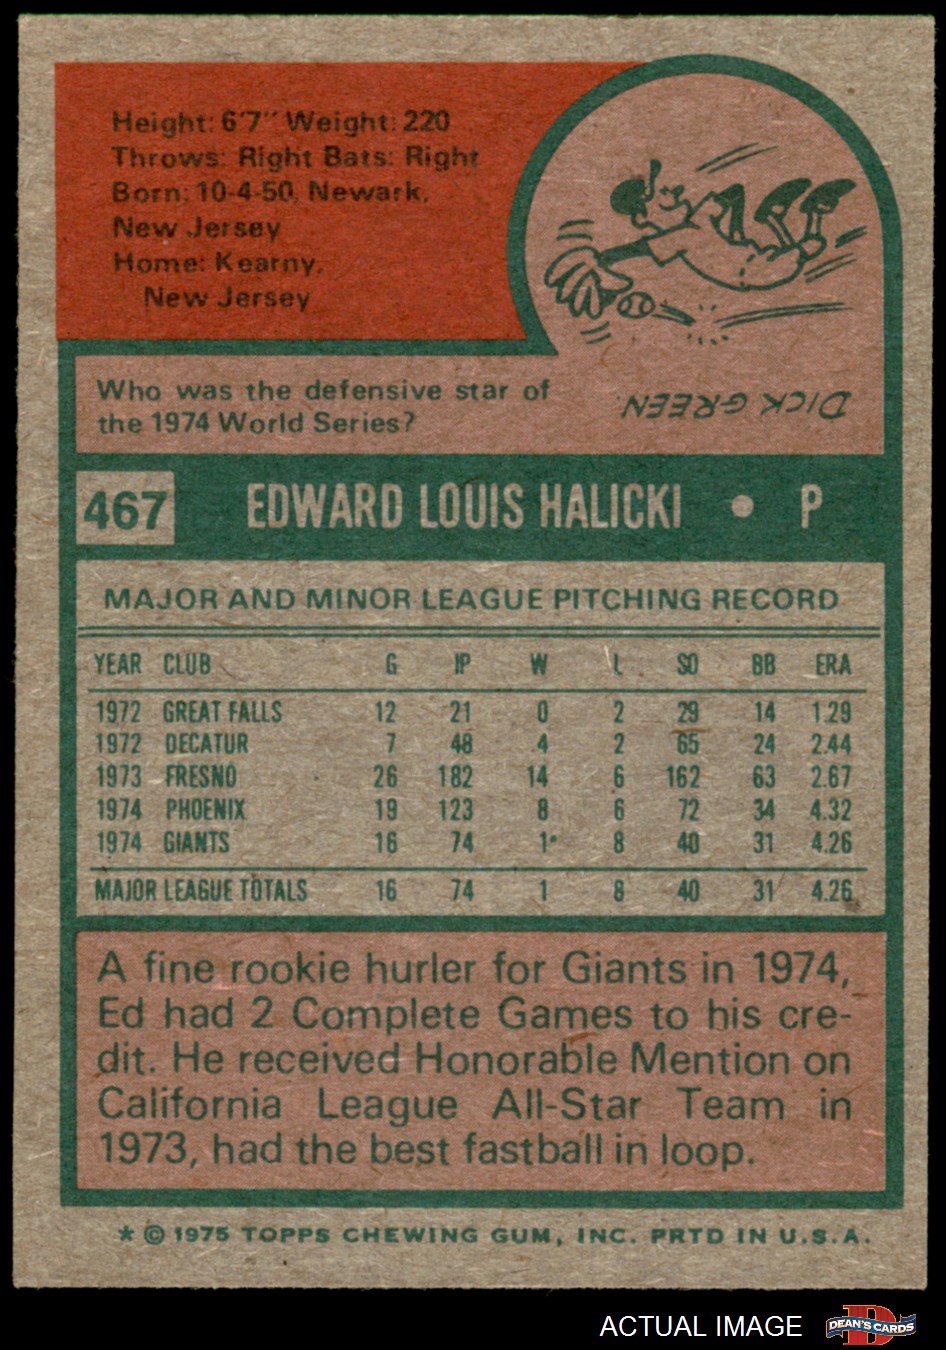 Height: 6'7" Weight: 220
Throws: Right Bats: Right
Born: 10-4-50, Newark,
New Jersey
Home: Kearny,
New Jersey
Who was the defensive star of
the 1974 World Series?
DICK GREEN.
467 EDWARD LOUIS HALICKI • P
MAJOR AND MINOR LEAGUE PITCHING RECORD
YEAR CLUB G IP W L SO BB ERA
1972 GREAT FALLS 12 21 0 2 29 14 1.29
1972 DECATUR 7 48 4 2 65 24 2.44
1973 FRESNO 26 182 14 6 162 63 2.67
1974 PHOENIX 19 123 8 6 72 34 4.32
1974 GIANTS 16 74 1 8 40 31 4.26
MAJOR LEAGUE TOTALS 16 74 1 8 40 31 4.26
A fine rookie hurler for Giants in 1974,
Ed had 2 Complete Games to his cre-
dit. He received Honorable Mention on
California League All-Star Team in
1973, had the best fastball in loop.
* © 1975 TOPPS CHEWING GUM, INC. PRTD IN U.S.A.
ACTUAL IMAGE
D
DEAN'S CARDS